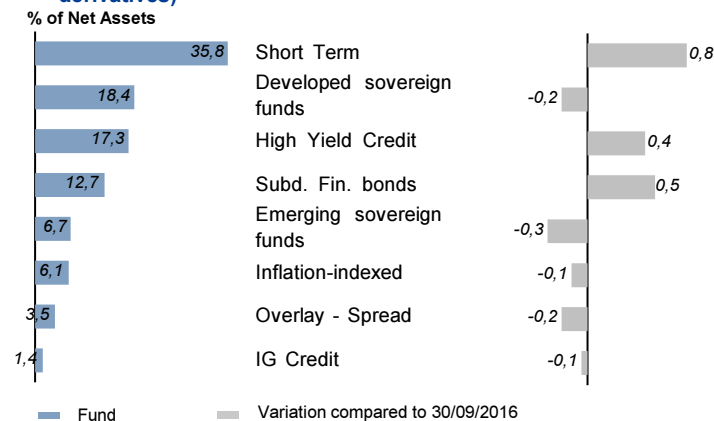 derivatives)
% of Net Assets
35,8 Short Term 0,8
18,4 Developed sovereign funds -0,2
17,3 High Yield Credit 0,4
12,7 Subd. Fin. bonds 0,5
6,7 Emerging sovereign funds -0,3
6,1 Inflation-indexed -0,1
3,5 Overlay - Spread -0,2
1,4 IG Credit -0,1
Fund Variation compared to 30/09/2016